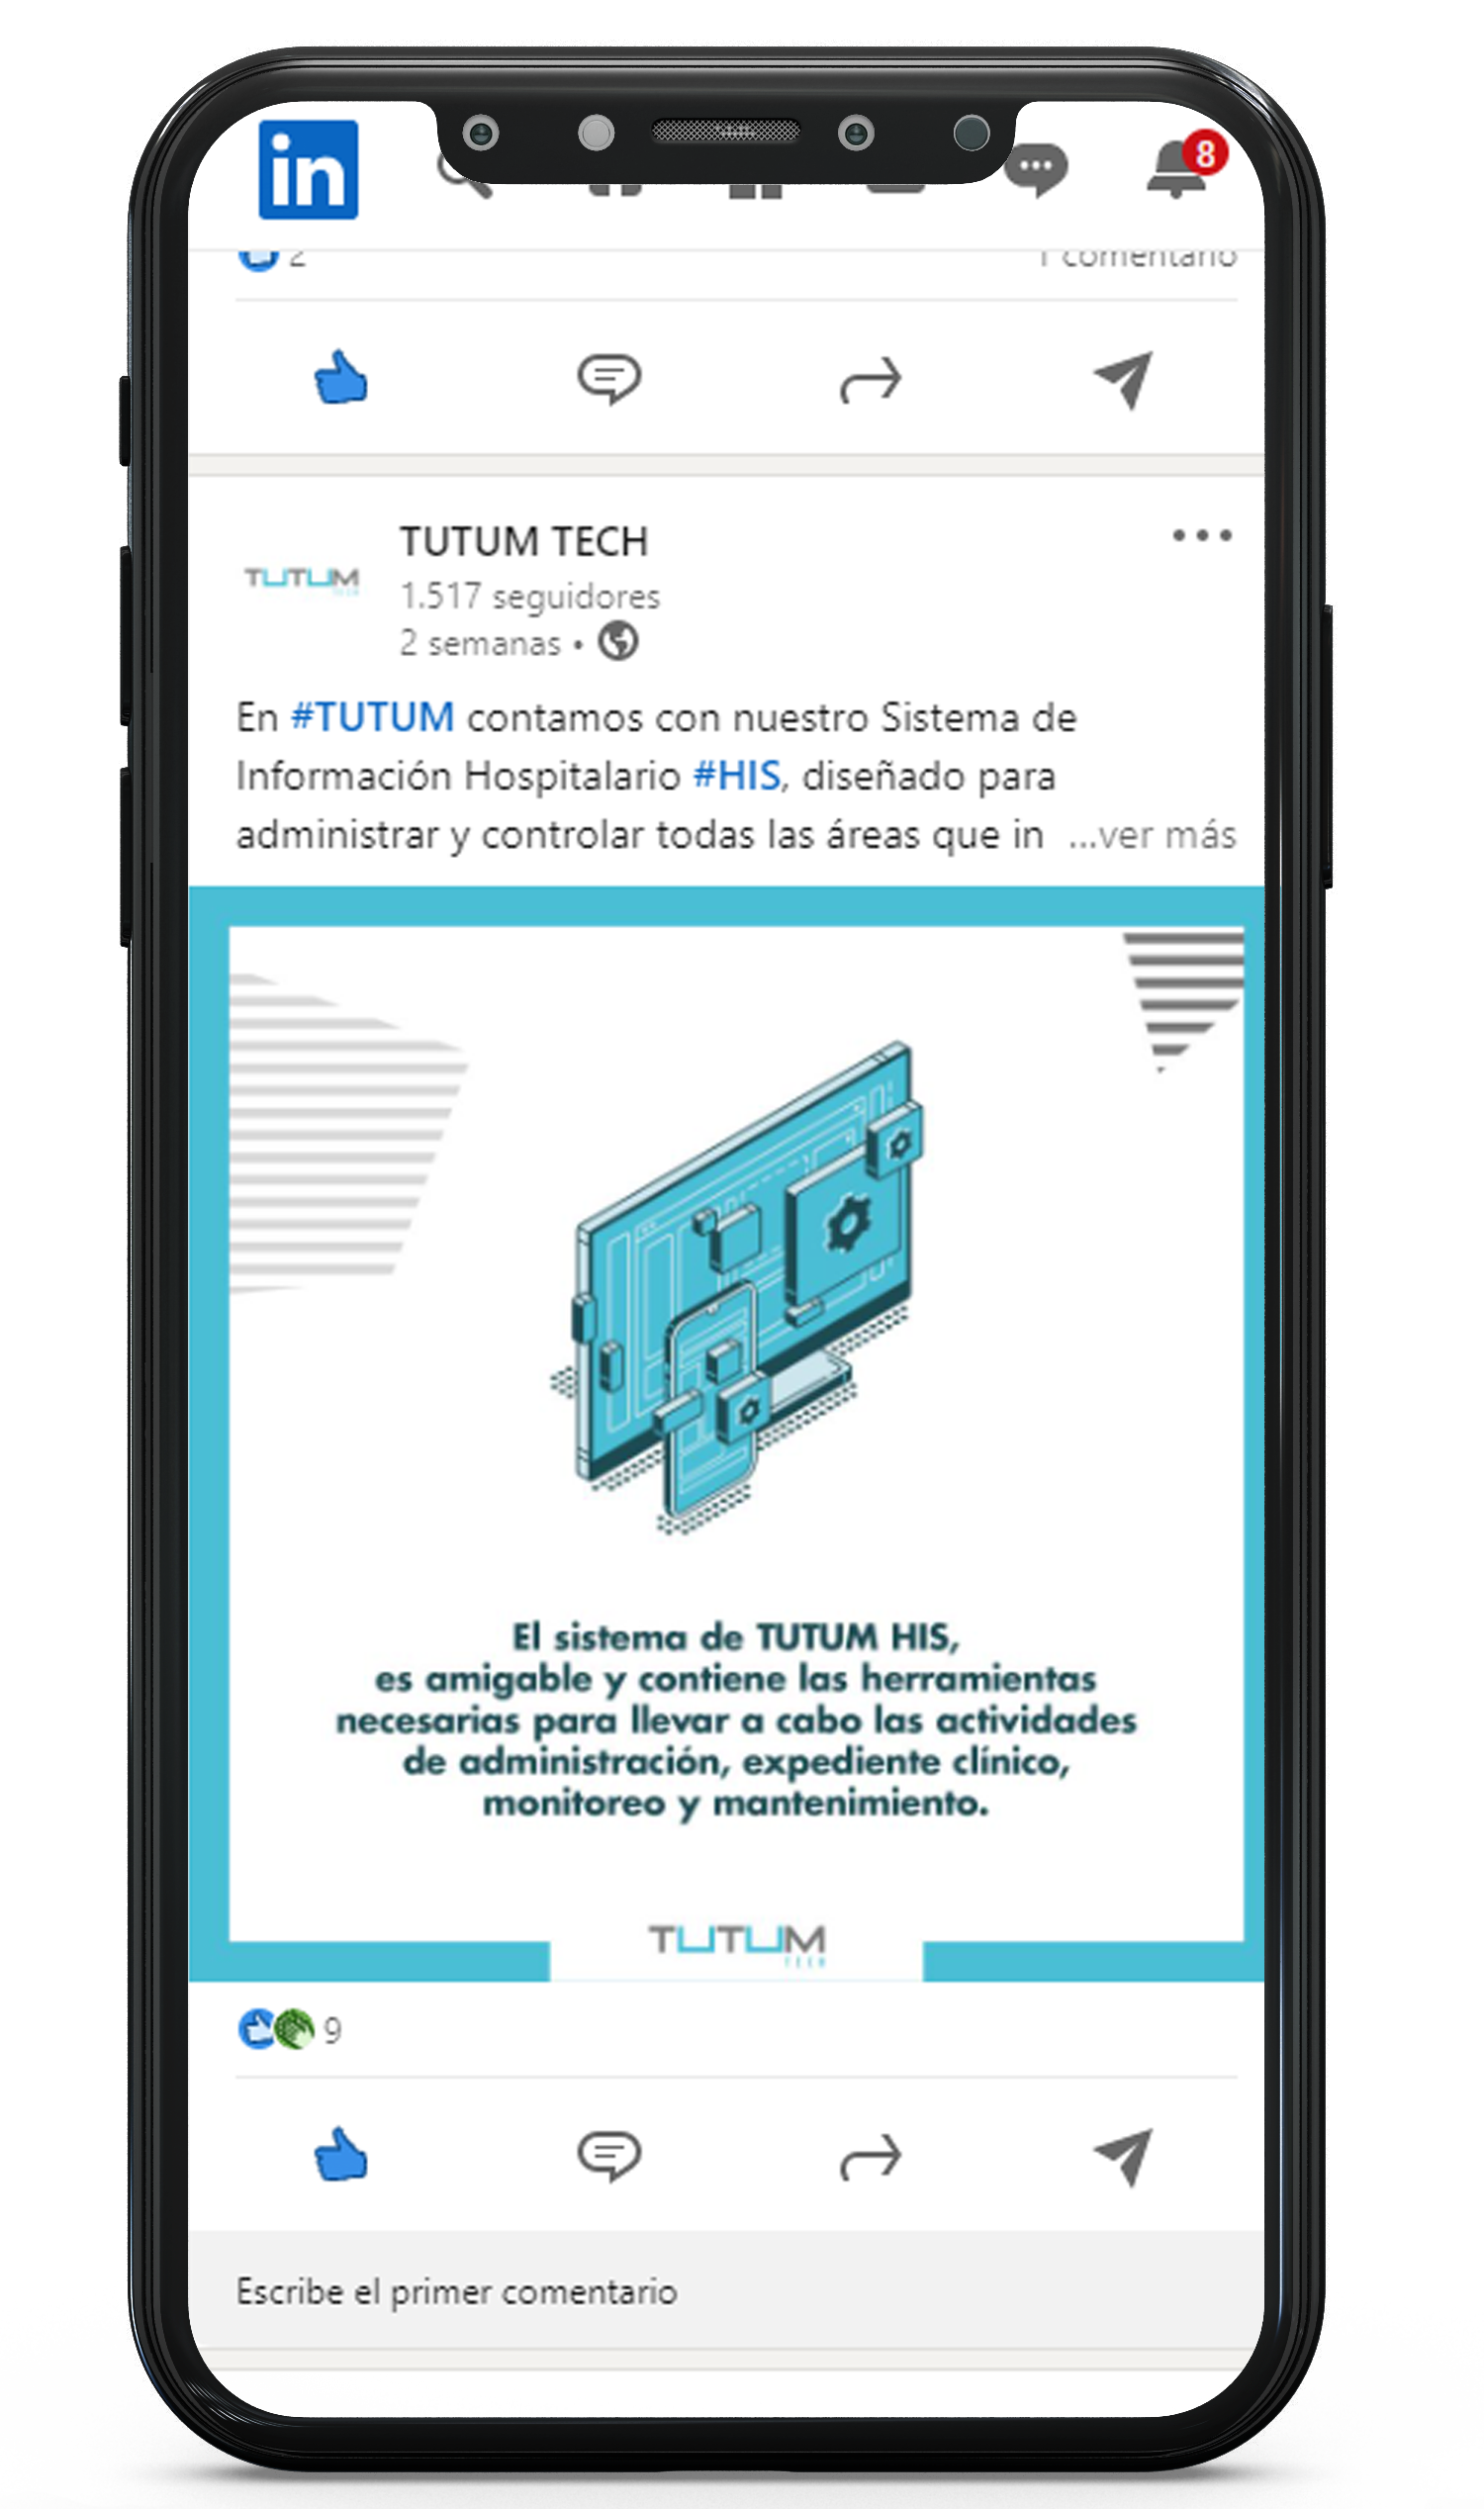 in
8
2
1 comentario
TUTUM
TECH
TUTUM TECH
1.517 seguidores
2 semanas •
En #TUTUM contamos con nuestro Sistema de
Información Hospitalario #HIS, diseñado para
administrar y controlar todas las áreas que in ...ver más
El sistema de TUTUM HIS,
es amigable y contiene las herramientas
necesarias para llevar a cabo las actividades
de administración, expediente clínico,
monitoreo y mantenimiento.
TUTUM
TECH
9
Escribe el primer comentario